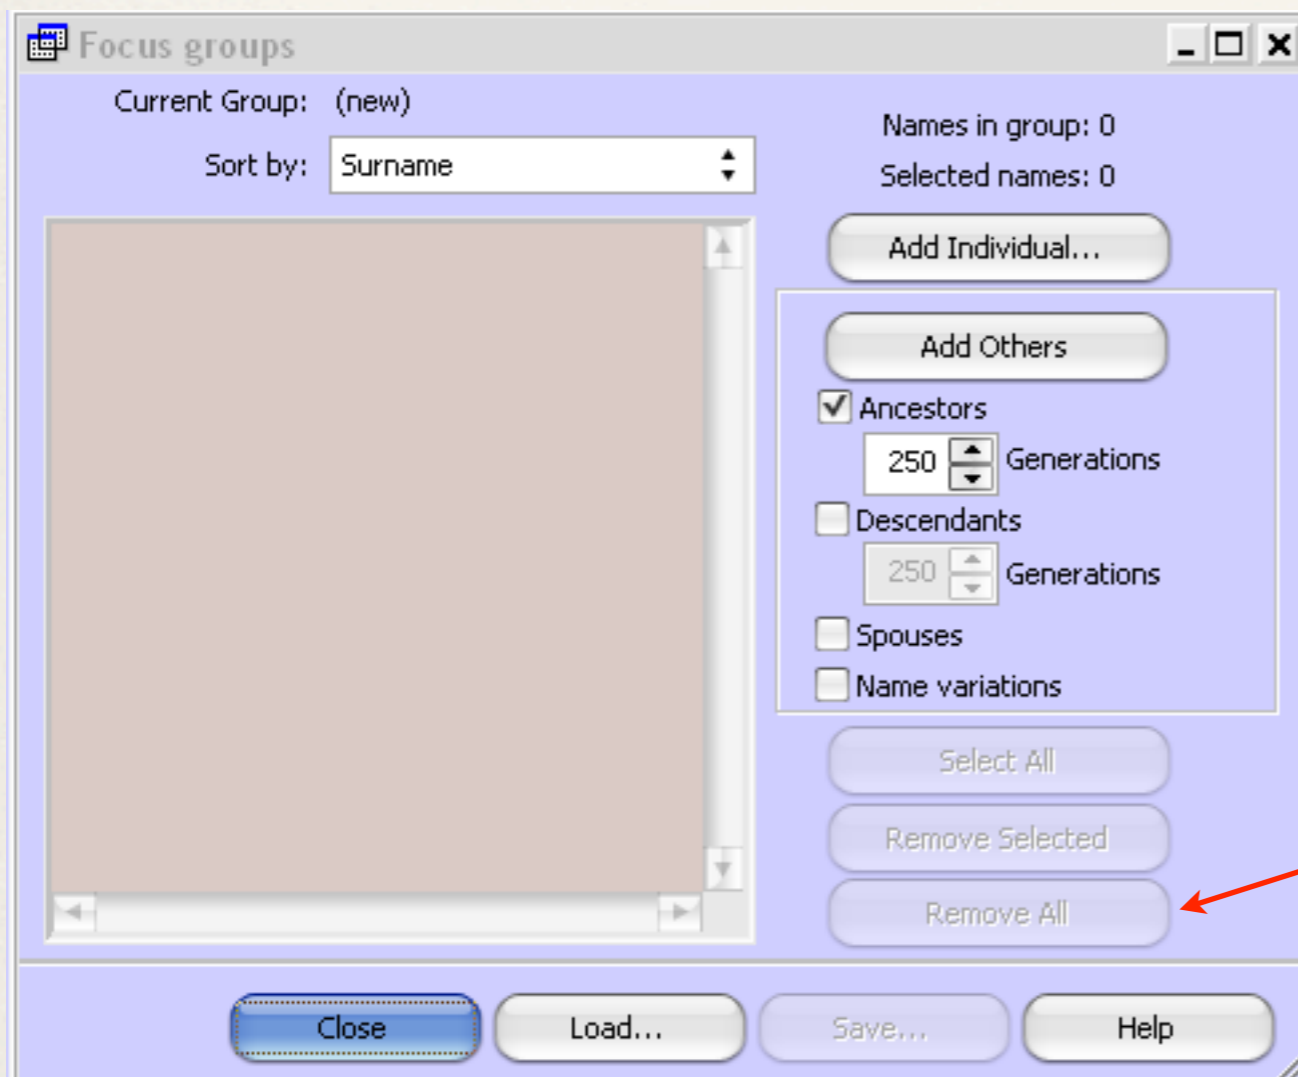 Focus groups
Current Group: (new)
Sort by: Surname
Names in group: 0
Selected names: 0
Add Individual...
Add Others
Ancestors
250 Generations
Descendants
250 Generations
Spouses
Name variations
Select All
Remove Selected
Remove All
Close Load... Save... Help